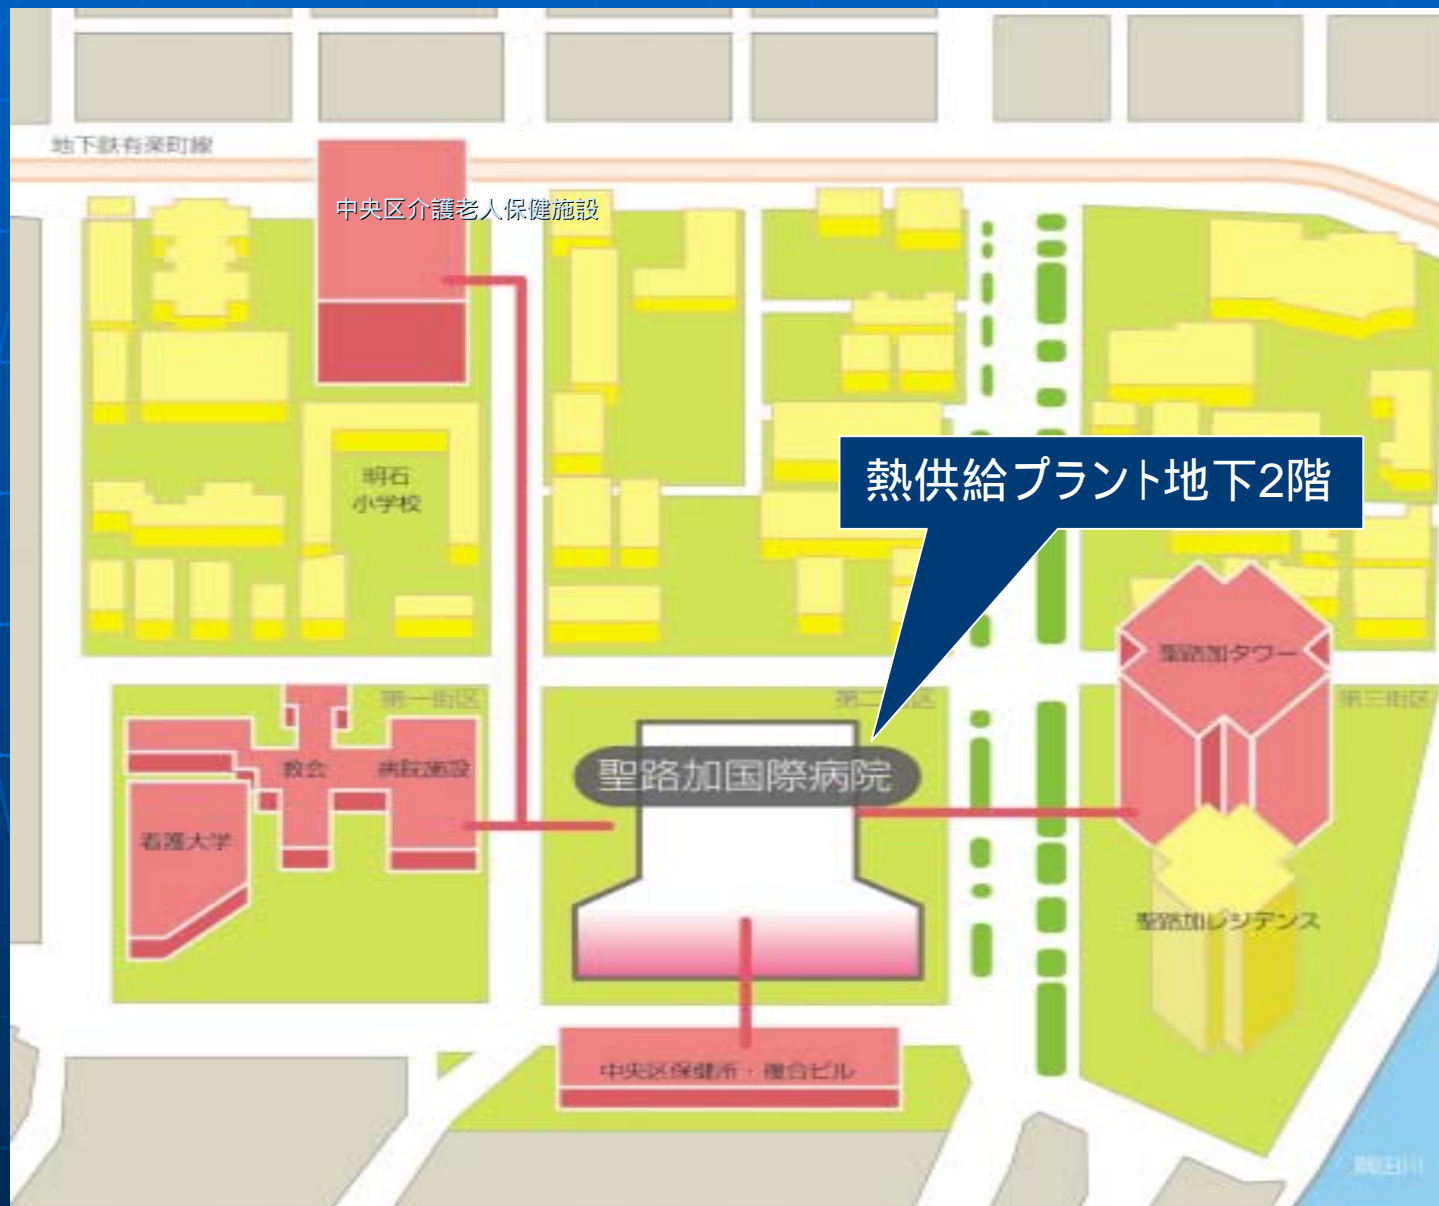 地下鉄有楽町線
中央区介護老人保健施設
明石
小学校
熱供給プラント地下2階
聖路加タワー
第一街区
第二街区
第三街区
教会
病院施設
聖路加国際病院
看護大学
聖路加レジデンス
中央区保健所・複合ビル
隅田川